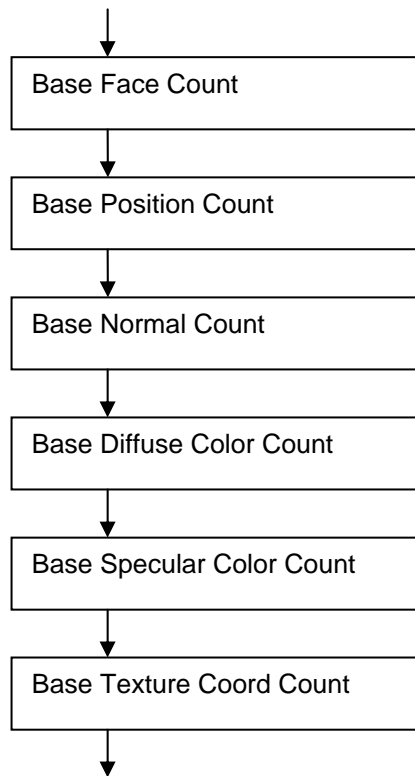 Base Face Count
Base Position Count
Base Normal Count
Base Diffuse Color Count
Base Specular Color Count
Base Texture Coord Count